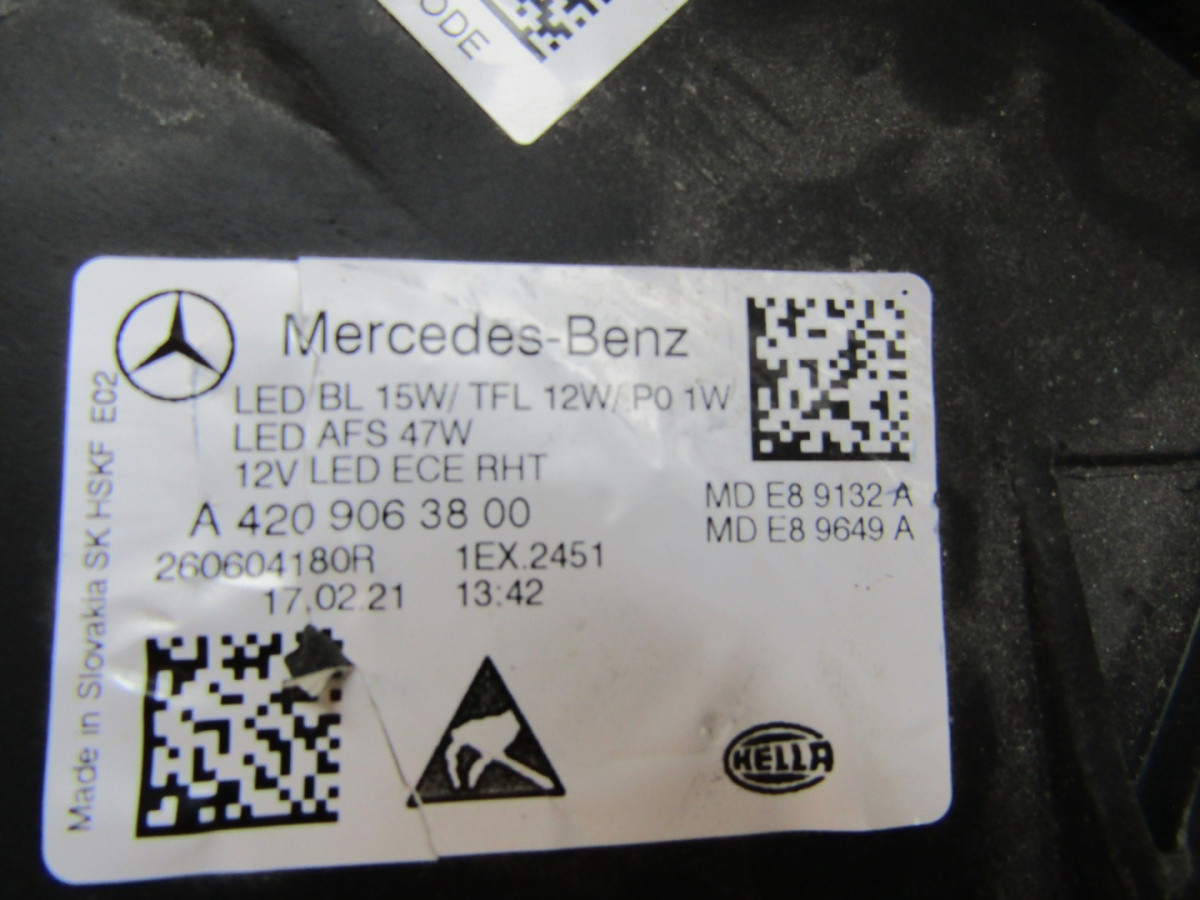 ODE
Mercedes-Benz
LED BL 15W/ TFL 12W/ P0 1W
LED AFS 47W
12V LED ECE RHT
A 420 906 38 00
260604180R 1EX.2451
17.02.21 13:42
MD E8 9132 A
MD E8 9649 A
Made in Slovakia SK HSKF E02
HELLA